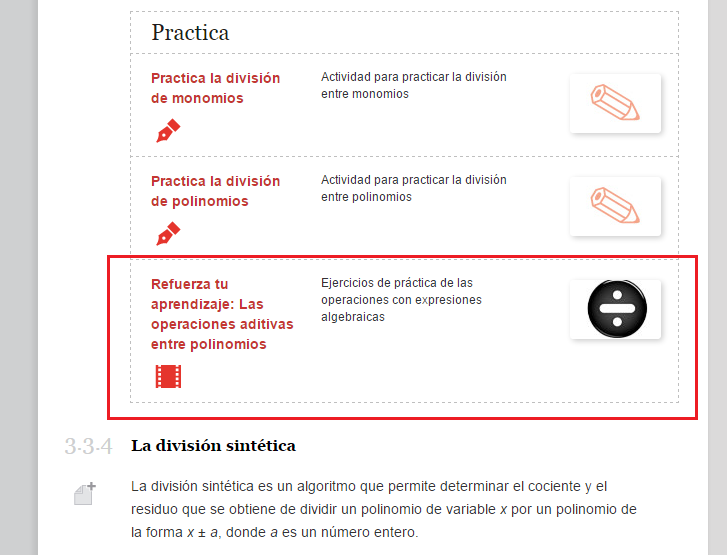 Practica
Practica la división
de monomios
Actividad para practicar la división
entre monomios
Practica la división
de polinomios
Actividad para practicar la división
entre polinomios
Refuerza tu
aprendizaje: Las
operaciones aditivas
entre polinomios
Ejercicios de práctica de las
operaciones con expresiones
algebraicas
3.3.4 La división sintética
La división sintética es un algoritmo que permite determinar el cociente y el
residuo que se obtiene de dividir un polinomio de variable x por un polinomio de
la forma x ± a, donde a es un número entero.